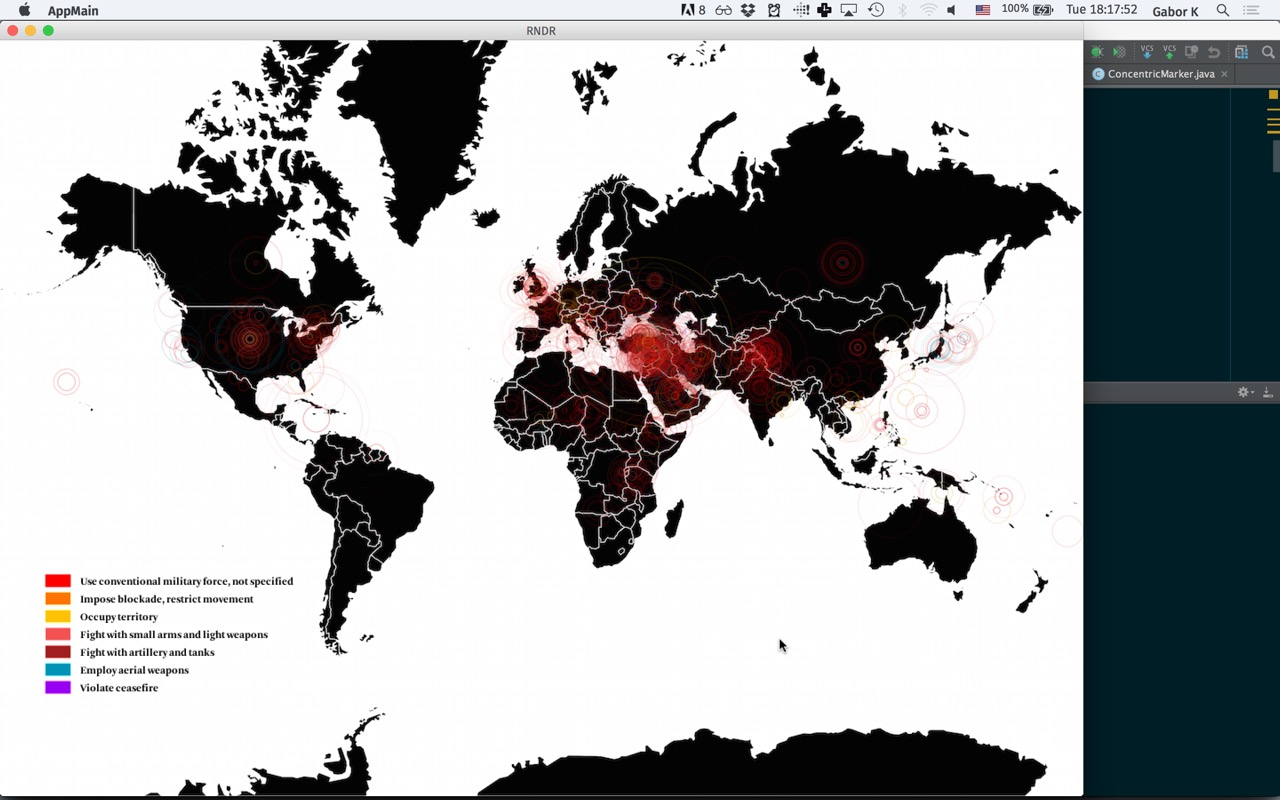 AppMain
8
100%
Tue 18:17:52
Gabor K
RNDR
VCS
VCS
ConcentricMarker.java
Use conventional military force, not specified
Impose blockade, restrict movement
Occupy territory
Fight with small arms and light weapons
Fight with artillery and tanks
Employ aerial weapons
Violate ceasefire